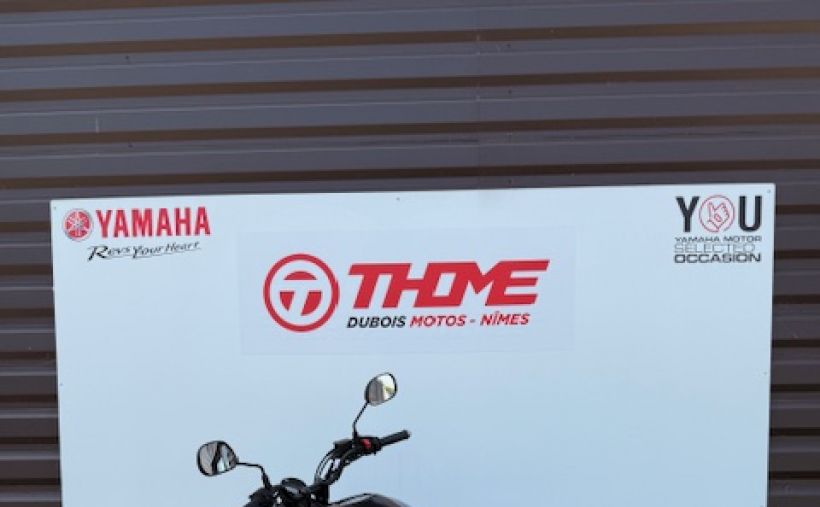 YAMAHA
Revs Your Heart
YOU
YAMAHA MOTOR
SELECTED
OCCASION
THOME
DUBOIS MOTOS - NÎMES